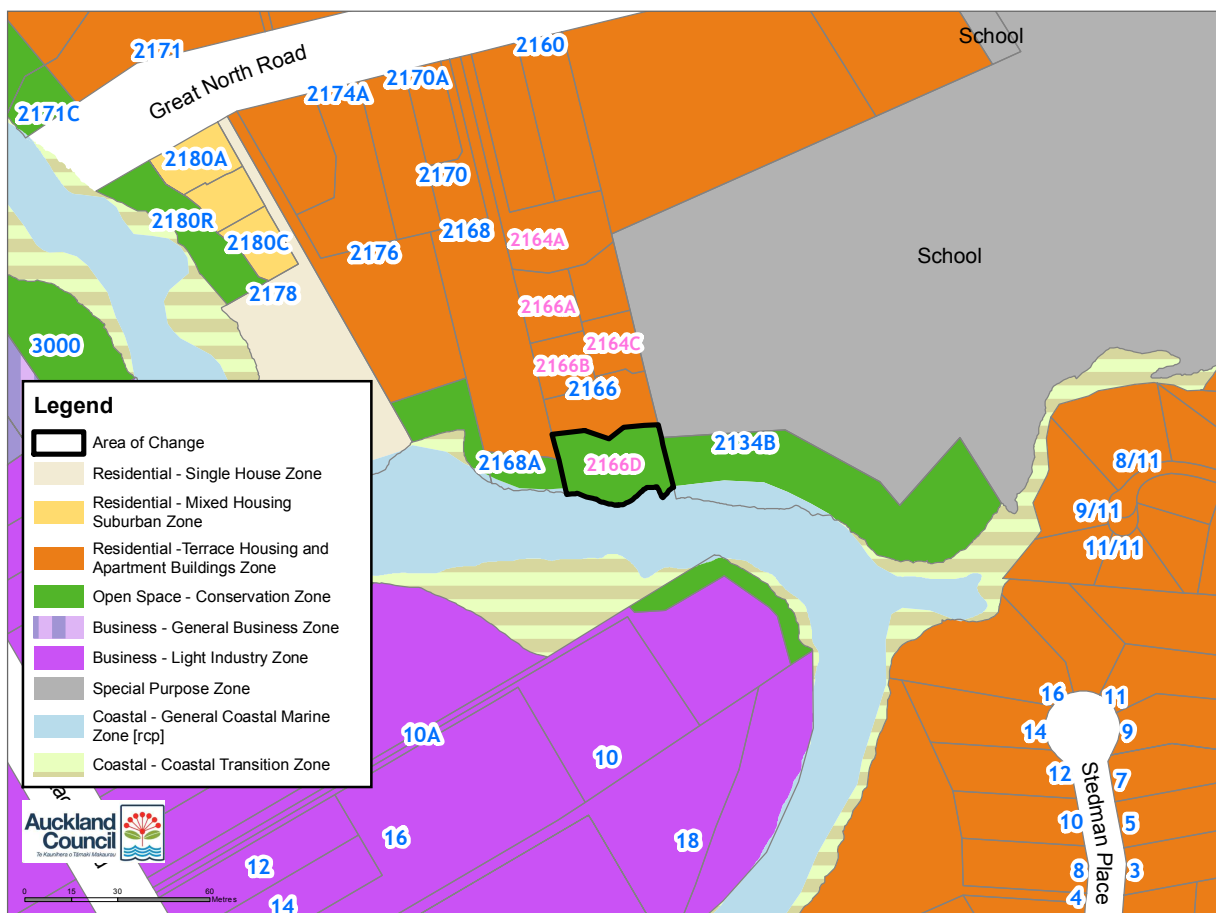 School
2160
2171
Great North Road
2170A
2174A
2171C
2180A
2170
2180R
2168
2164A
2180C
2176
School
2178
2166A
3000
2164C
2166B
2166
Legend
Area of Change
Residential - Single House Zone
Residential - Mixed Housing
Suburban Zone
Residential -Terrace Housing and
Apartment Buildings Zone
Open Space - Conservation Zone
Business - General Business Zone
Business - Light Industry Zone
Special Purpose Zone
Coastal - General Coastal Marine
Zone [rcp]
Coastal - Coastal Transition Zone
2168A
2166D
2134B
8/11
9/11
11/11
16
11
14
9
10A
10
12
7
Stedman Place
10
5
16
18
12
8
3
4
14
Auckland
Council
Te Kaunihera o Tāmaki Makaurau
0 15 30 60
Metres